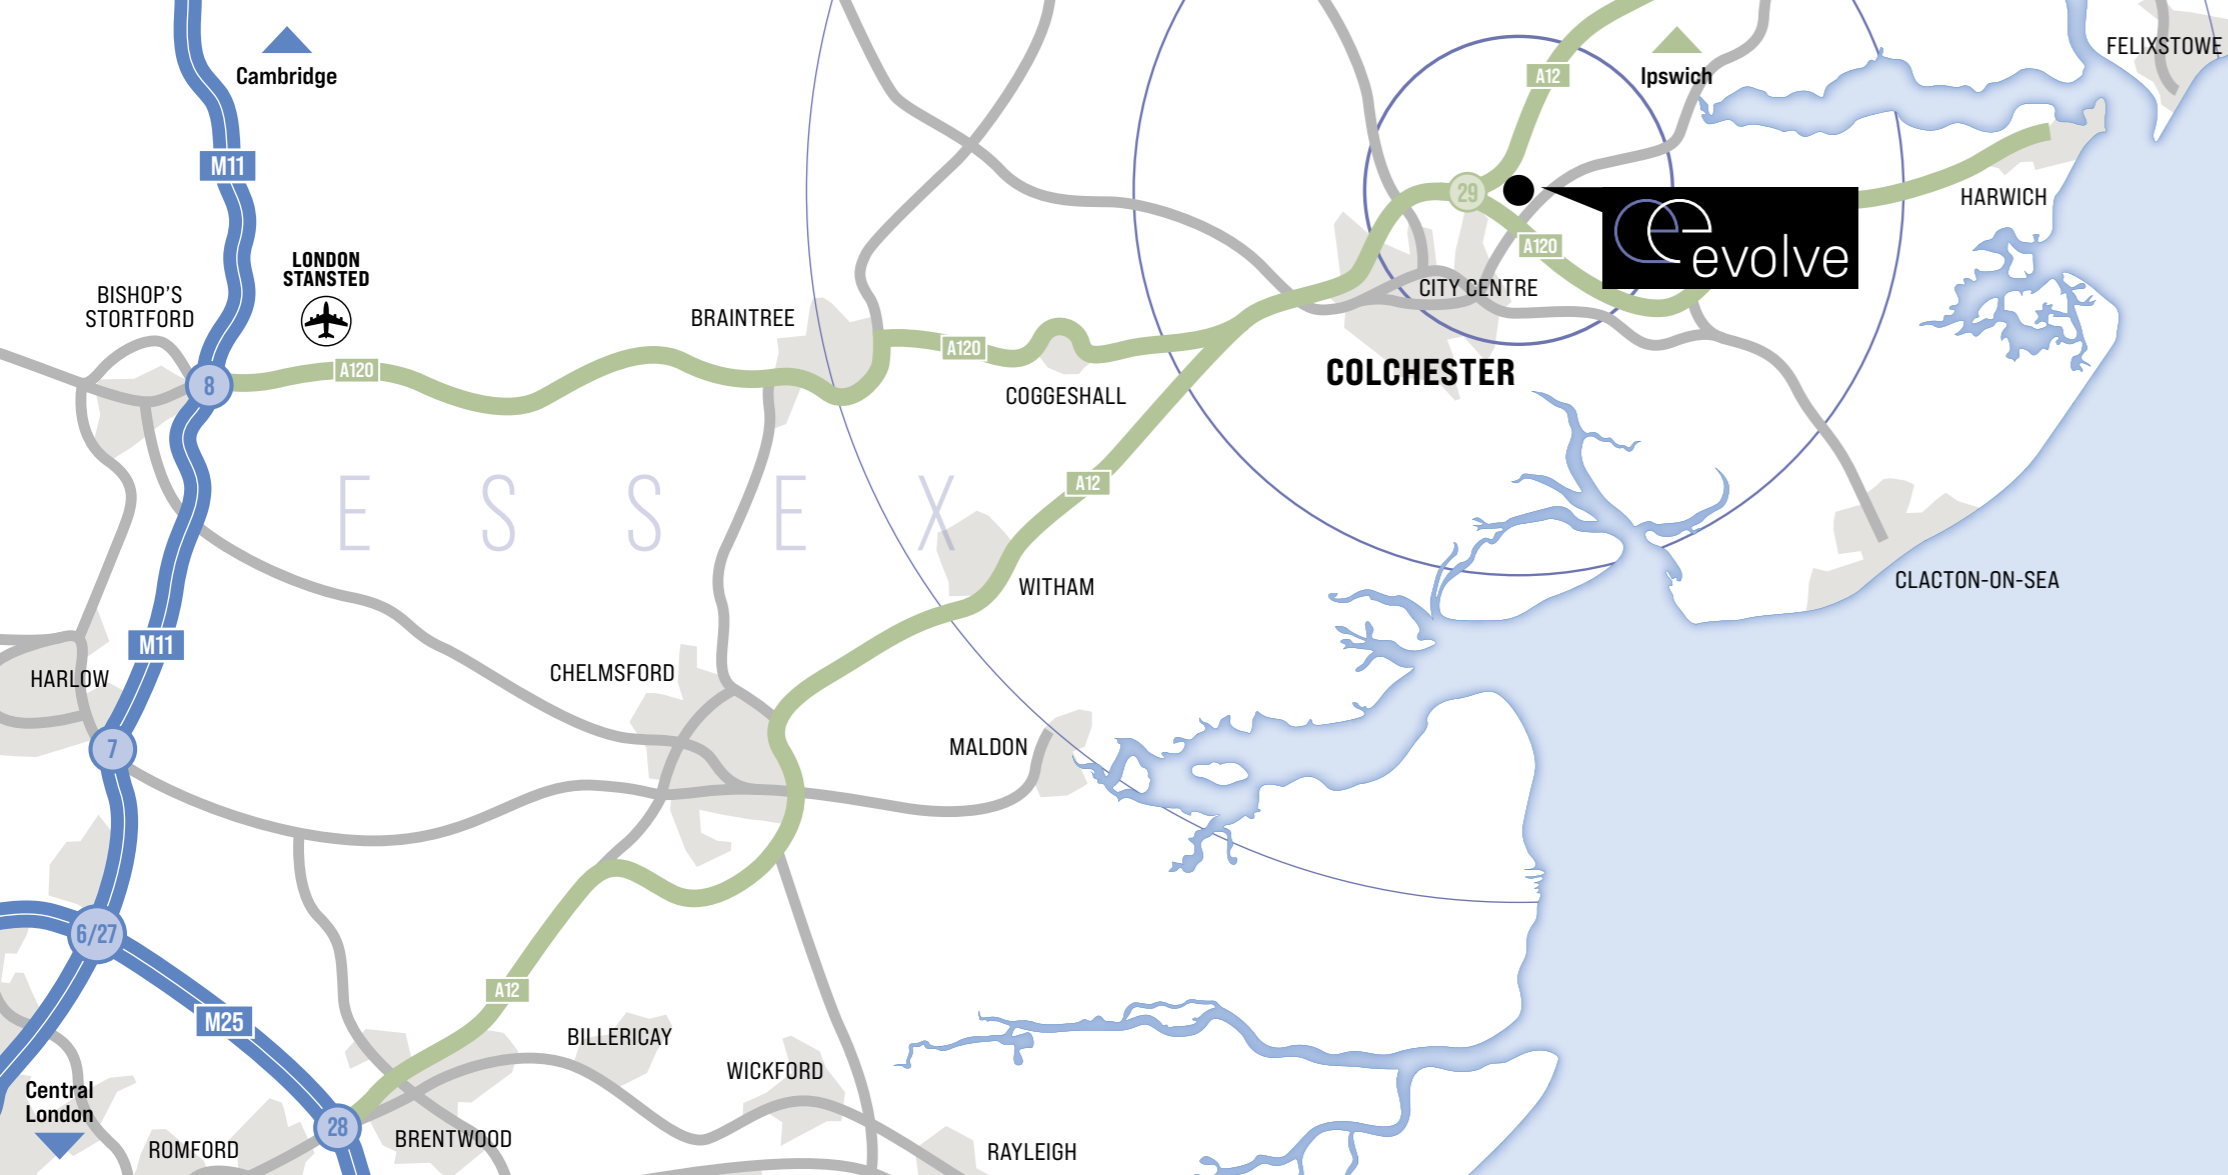 FELIXSTOWE
Cambridge
A12
Ipswich
M11
29
HARWICH
A120
evolve
LONDON
STANSTED
BISHOP'S
STORTFORD
CITY CENTRE
BRAINTREE
A120
A120
8
COLCHESTER
COGGESHALL
A12
ESSEX
CLACTON-ON-SEA
WITHAM
M11
HARLOW
CHELMSFORD
7
MALDON
6/27
A12
M25
BILLERICAY
WICKFORD
Central
London
28
BRENTWOOD
ROMFORD
RAYLEIGH